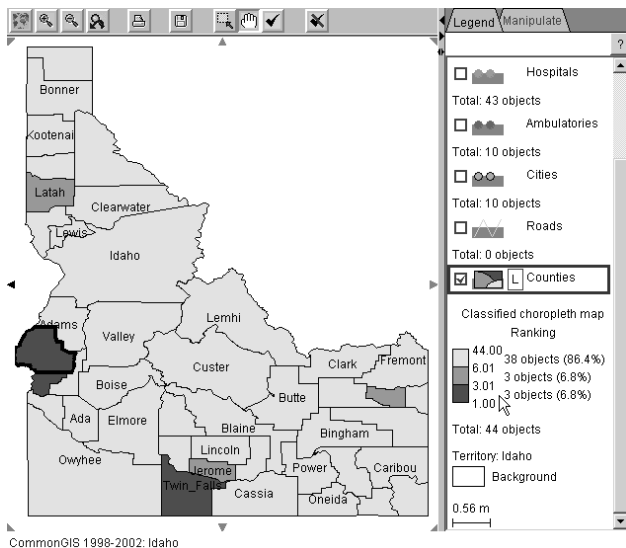 Legend
Manipulate
?
Hospitals
Total: 43 objects
Ambulatories
Total: 10 objects
Cities
Total: 10 objects
Roads
Total: 0 objects
L
Counties
Classified choropleth map
Ranking
44.00
38 objects (86.4%)
6.01
3 objects (6.8%)
3.01
3 objects (6.8%)
1.00
Total: 44 objects
Territory: Idaho
Background
0.56 m
Bonner
Kootenai
Latah
Clearwater
Lewis
Idaho
Adams
Valley
Lemhi
Boise
Custer
Clark
Fremont
Butte
Ada
Elmore
Blaine
Bingham
Owyhee
Lincoln
Jerome
Power
Caribou
Twin_Falls
Cassia
Oneida
CommonGIS 1998-2002: Idaho